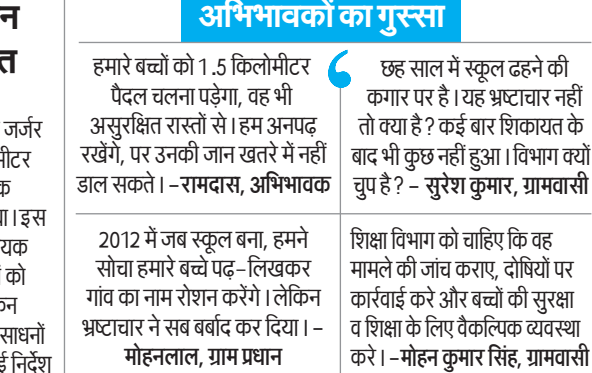 न
त
जर्जर
मीटर
क
था। इस
यक
ं को
कन
साधनों
ई निर्देश
अभिभावकों का गुस्सा
हमारे बच्चों को 1.5 किलोमीटर
पैदल चलना पड़ेगा, वह भी
असुरक्षित रास्तों से। हम अनपढ़
रखेंगे, पर उनकी जान खतरे में नहीं
डाल सकते। -रामदास, अभिभावक
छह साल में स्कूल ढहने की
कगार पर है। यह भ्रष्टाचार नहीं
तो क्या है? कई बार शिकायत के
बाद भी कुछ नहीं हुआ। विभाग क्यों
चुप है? - सुरेश कुमार, ग्रामवासी
2012 में जब स्कूल बना, हमने
सोचा हमारे बच्चे पढ़-लिखकर
गांव का नाम रोशन करेंगे। लेकिन
भ्रष्टाचार ने सब बर्बाद कर दिया। -
मोहनलाल, ग्राम प्रधान
शिक्षा विभाग को चाहिए कि वह
मामले की जांच कराए, दोषियों पर
कार्रवाई करे और बच्चों की सुरक्षा
व शिक्षा के लिए वैकल्पिक व्यवस्था
करे। -मोहन कुमार सिंह, ग्रामवासी